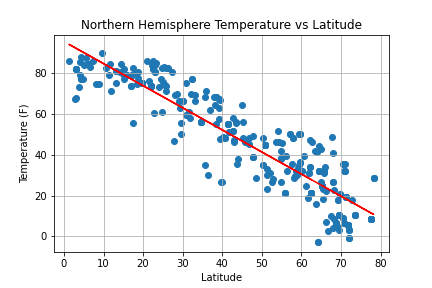 Northern Hemisphere Temperature vs Latitude
Temperature (F)
80
60
40
20
0
0 10 20 30 40 50 60 70 80
Latitude